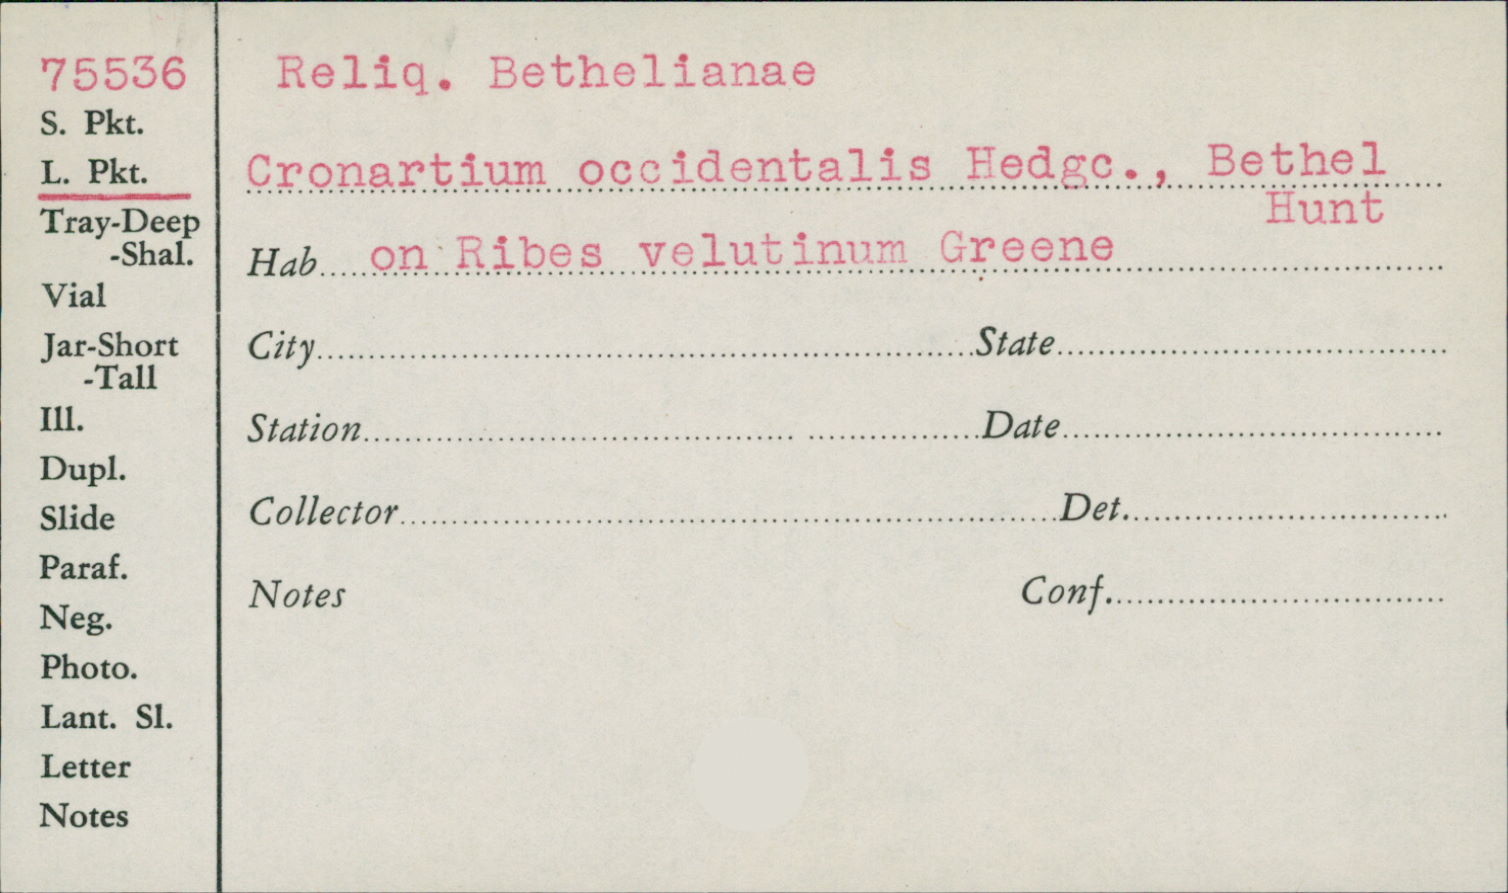 75536
Reliq. Bethelianae
S. Pkt.
L. Pkt.
Cronartium occidentalis Hedgc., Bethel
Hunt
Tray-Deep
-Shal.
Hab. on Ribes velutinum Greene
Vial
Jar-Short
-Tall
City State
Ill.
Station Date
Dupl.
Slide
Collector Det.
Paraf.
Neg.
Notes Conf.
Photo.
Lant. Sl.
Letter
Notes